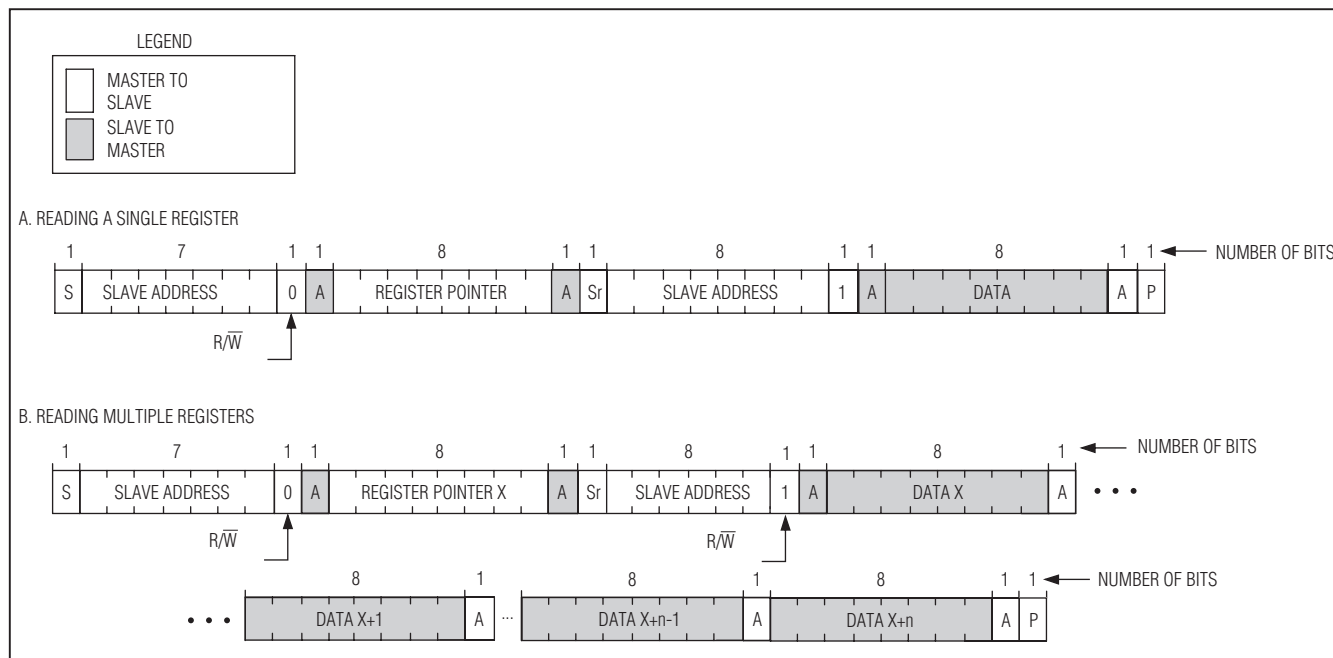 LEGEND
MASTER TO
SLAVE
SLAVE TO
MASTER
A. READING A SINGLE REGISTER
1 7 1 1 8 1 1 8 1 1 8 1 1 NUMBER OF BITS
S SLAVE ADDRESS 0 A REGISTER POINTER A Sr SLAVE ADDRESS 1 A DATA A P
R/W̅
B. READING MULTIPLE REGISTERS
1 7 1 1 8 1 1 8 1 1 8 1 NUMBER OF BITS
S SLAVE ADDRESS 0 A REGISTER POINTER X A Sr SLAVE ADDRESS 1 A DATA X A • • •
R/W̅ R/W̅
8 1 8 1 8 1 1 NUMBER OF BITS
• • • DATA X+1 A ... DATA X+n-1 A DATA X+n A P